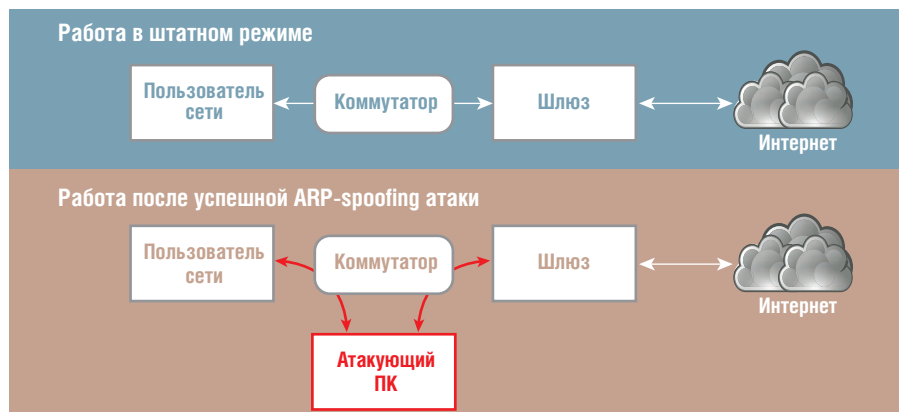 Работа в штатном режиме
Пользователь
сети
Коммутатор
Шлюз
Интернет
Работа после успешной ARP-spoofing атаки
Пользователь
сети
Коммутатор
Шлюз
Интернет
Атакующий
ПК